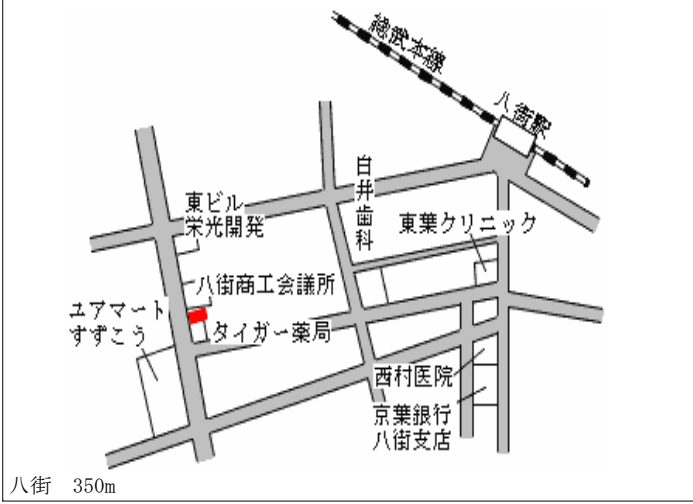 総武本線
八街駅
白井歯科
東ビル
栄光開発
東葉クリニック
八街商工会議所
ユアマート
すずこう
タイガー薬局
西村医院
京葉銀行
八街支店
八街　350m